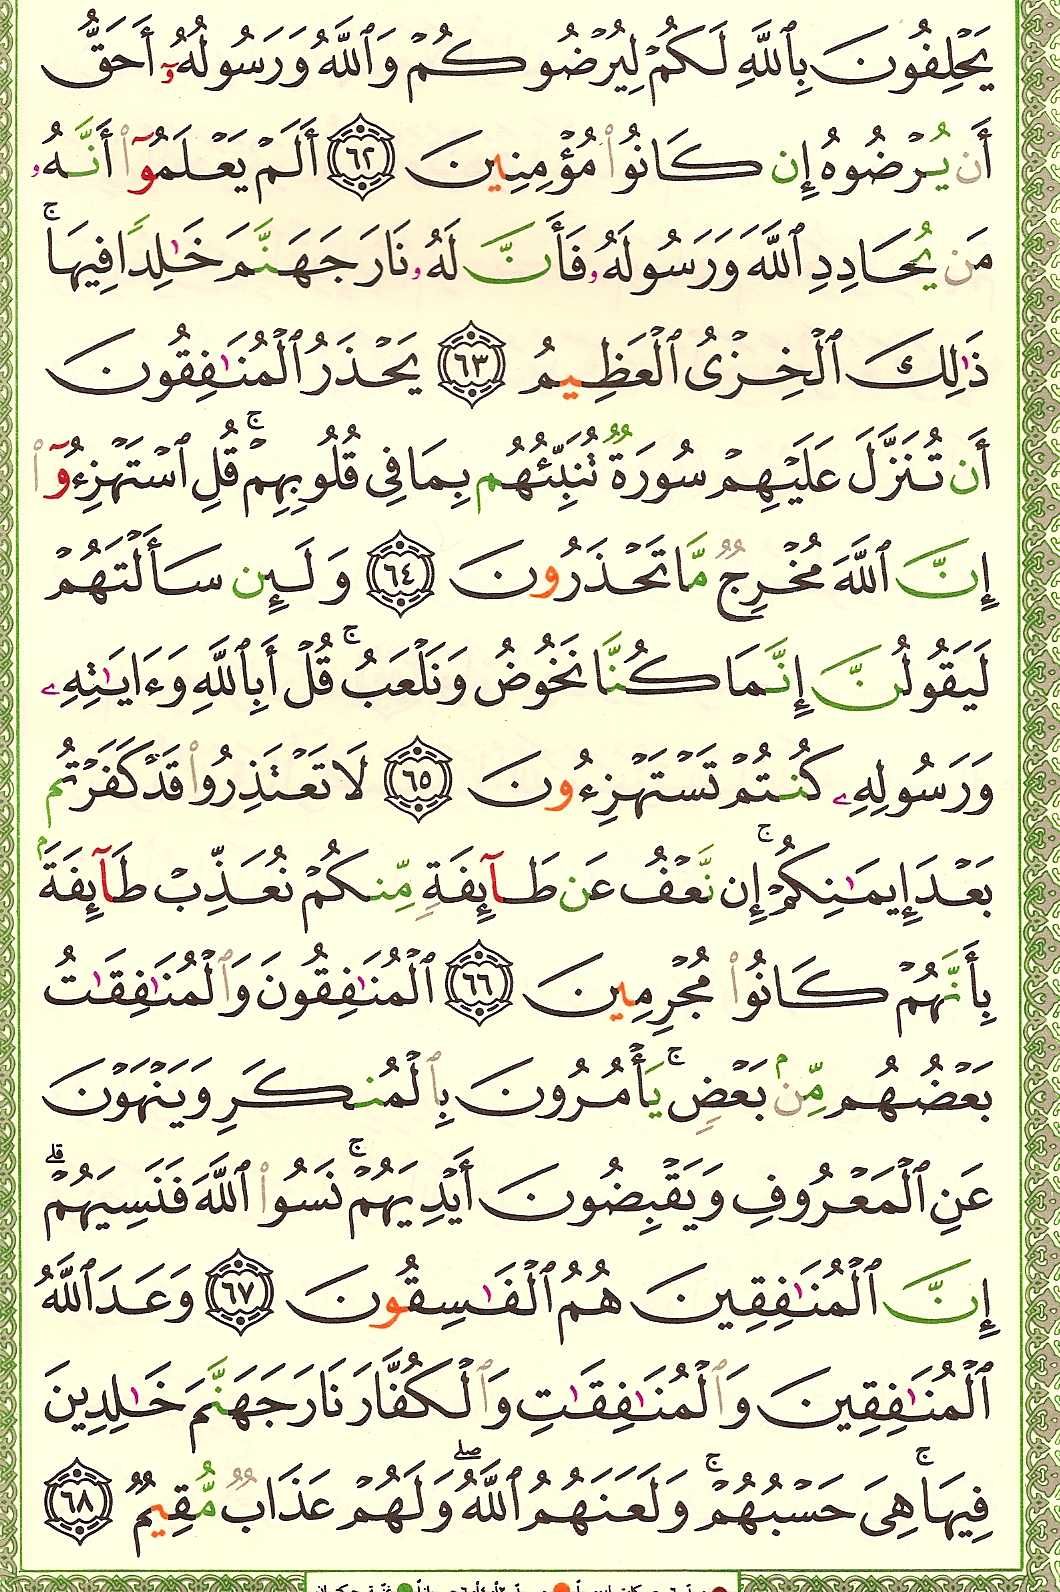 يَحْلِفُونَ بِٱللَّهِ لَكُمْ لِيُرْضُوكُمْ وَٱللَّهُ وَرَسُولُهُۥٓ أَحَقُّ
أَن يُرْضُوهُ إِن كَانُوا۟ مُؤْمِنِينَ ٦٢ أَلَمْ يَعْلَمُوٓا۟ أَنَّهُۥ
مَن يُحَادِدِ ٱللَّهَ وَرَسُولَهُۥ فَأَنَّ لَهُۥ نَارَ جَهَنَّمَ خَـٰلِدًا فِيهَا ۚ
ذَٰلِكَ ٱلْخِزْىُ ٱلْعَظِيمُ ٦٣ يَحْذَرُ ٱلْمُنَـٰفِقُونَ
أَن تُنَزَّلَ عَلَيْهِمْ سُورَةٌ تُنَبِّئُهُم بِمَا فِى قُلُوبِهِمْ ۚ قُلِ ٱسْتَهْزِءُوٓا۟
إِنَّ ٱللَّهَ مُخْرِجٌ مَّا تَحْذَرُونَ ٦٤ وَلَئِن سَأَلْتَهُمْ
لَيَقُولُنَّ إِنَّمَا كُنَّا نَخُوضُ وَنَلْعَبُ ۚ قُلْ أَبِٱللَّهِ وَءَايَـٰتِهِۦ
وَرَسُولِهِۦ كُنتُمْ تَسْتَهْزِءُونَ ٦٥ لَا تَعْتَذِرُوا۟ قَدْ كَفَرْتُم
بَعْدَ إِيمَـٰنِكُمْ ۚ إِن نَّعْفُ عَن طَآئِفَةٍ مِّنكُمْ نُعَذِّبْ طَآئِفَةًۢ
بِأَنَّهُمْ كَانُوا۟ مُجْرِمِينَ ٦٦ ٱلْمُنَـٰفِقُونَ وَٱلْمُنَـٰفِقَـٰتُ
بَعْضُهُم مِّنۢ بَعْضٍ ۚ يَأْمُرُونَ بِٱلْمُنكَرِ وَيَنْهَوْنَ
عَنِ ٱلْمَعْرُوفِ وَيَقْبِضُونَ أَيْدِيَهُمْ ۚ نَسُوا۟ ٱللَّهَ فَنَسِيَهُمْ ۗ
إِنَّ ٱلْمُنَـٰفِقِينَ هُمُ ٱلْفَـٰسِقُونَ ٦٧ وَعَدَ ٱللَّهُ
ٱلْمُنَـٰفِقِينَ وَٱلْمُنَـٰفِقَـٰتِ وَٱلْكُفَّارَ نَارَ جَهَنَّمَ خَـٰلِدِينَ
فِيهَا ۚ هِىَ حَسْبُهُمْ ۚ وَلَعَنَهُمُ ٱللَّهُ ۖ وَلَهُمْ عَذَابٌ مُّقِيمٌ ٦٨